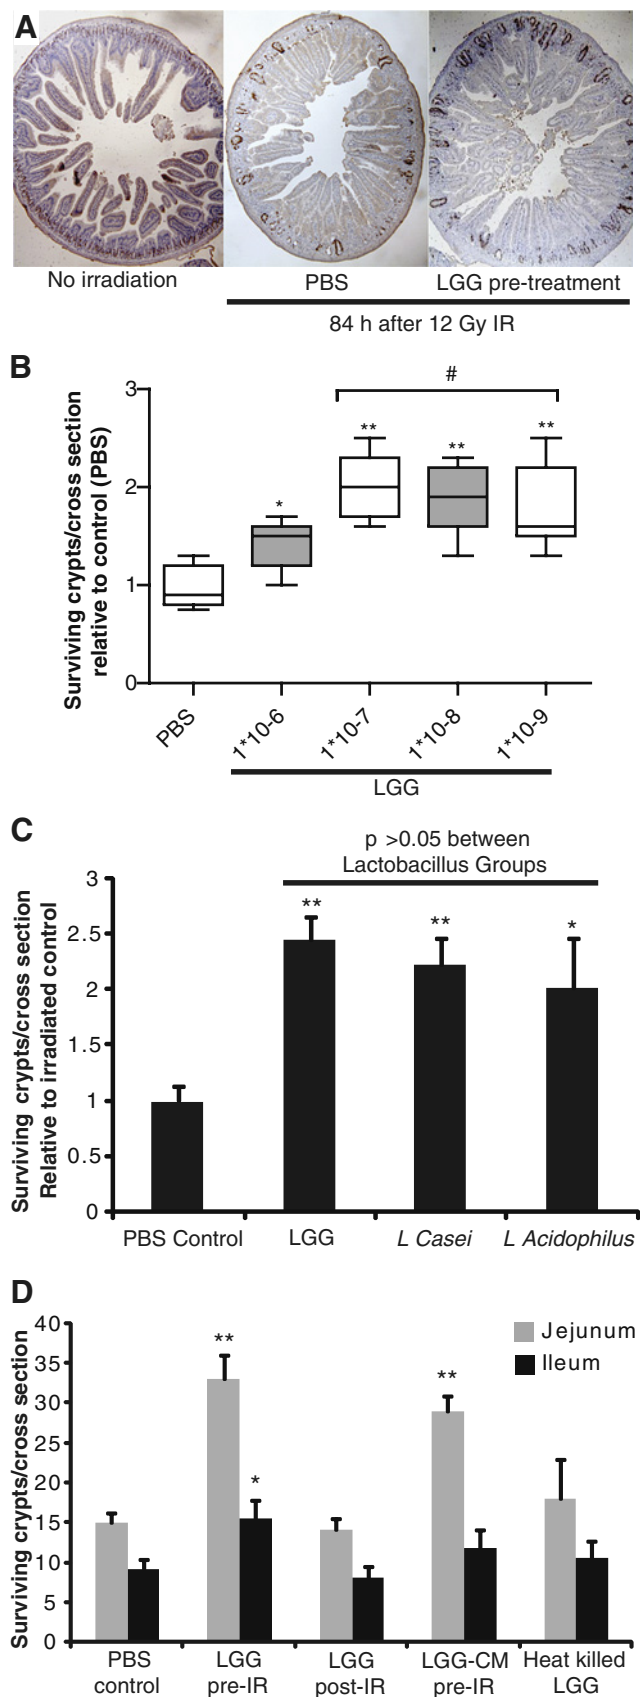 A
No irradiation
PBS
LGG pre-treatment
84 h after 12 Gy IR
B
Surviving crypts/cross section
relative to control (PBS)
3
2
1
0
#
*
**
**
**
PBS
1*10-6
1*10-7
1*10-8
1*10-9
LGG
C
p >0.05 between
Lactobacillus Groups
Surviving crypts/cross section
Relative to irradiated control
3
2.5
2
1.5
1
0.5
0
**
**
*
PBS Control
LGG
L Casei
L Acidophilus
D
Surviving crypts/cross section
40
35
30
25
20
15
10
5
0
Jejunum
Ileum
**
*
**
PBS
control
LGG
pre-IR
LGG
post-IR
LGG-CM
pre-IR
Heat killed
LGG